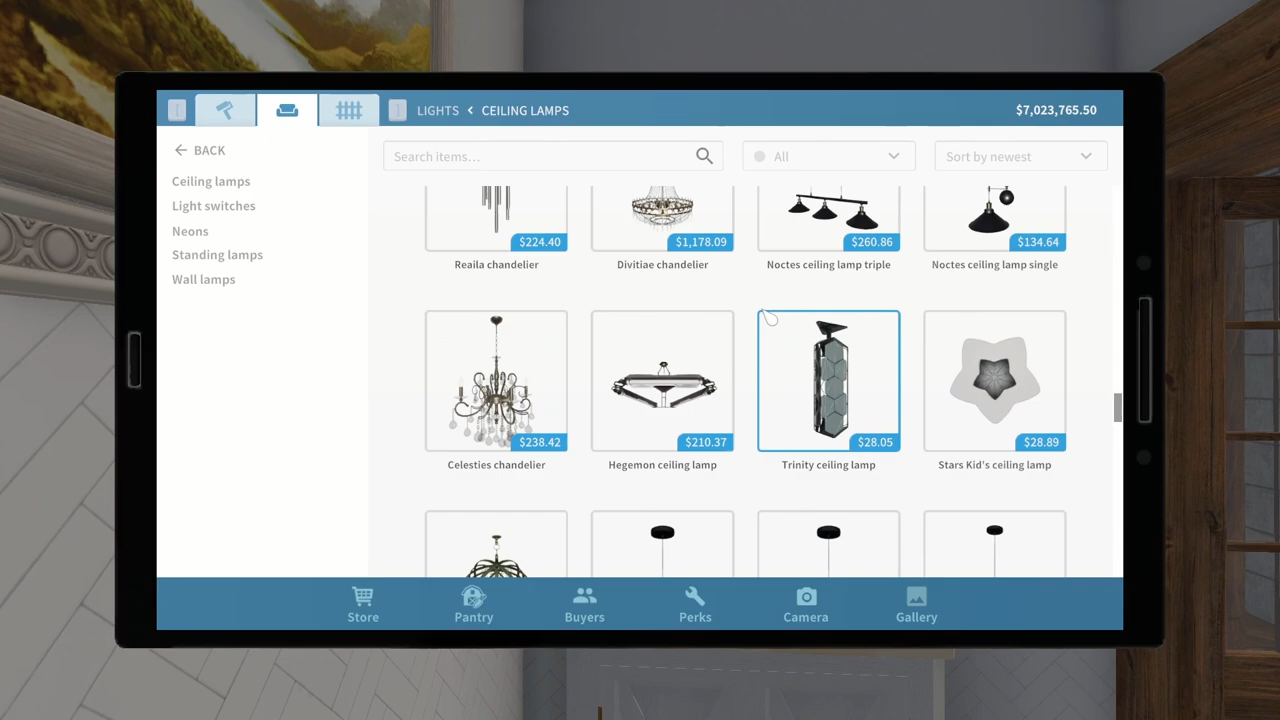 LIGHTS < CEILING LAMPS
$7,023,765.50
BACK
Ceiling lamps
Light switches
Neons
Standing lamps
Wall lamps
Search items...
All
Sort by newest
$224.40
$1,178.09
$260.86
$134.64
Reaila chandelier
Divitiae chandelier
Noctes ceiling lamp triple
Noctes ceiling lamp single
$238.42
$210.37
$28.05
$28.89
Celesties chandelier
Hegemon ceiling lamp
Trinity ceiling lamp
Stars Kid's ceiling lamp
Store
Pantry
Buyers
Perks
Camera
Gallery